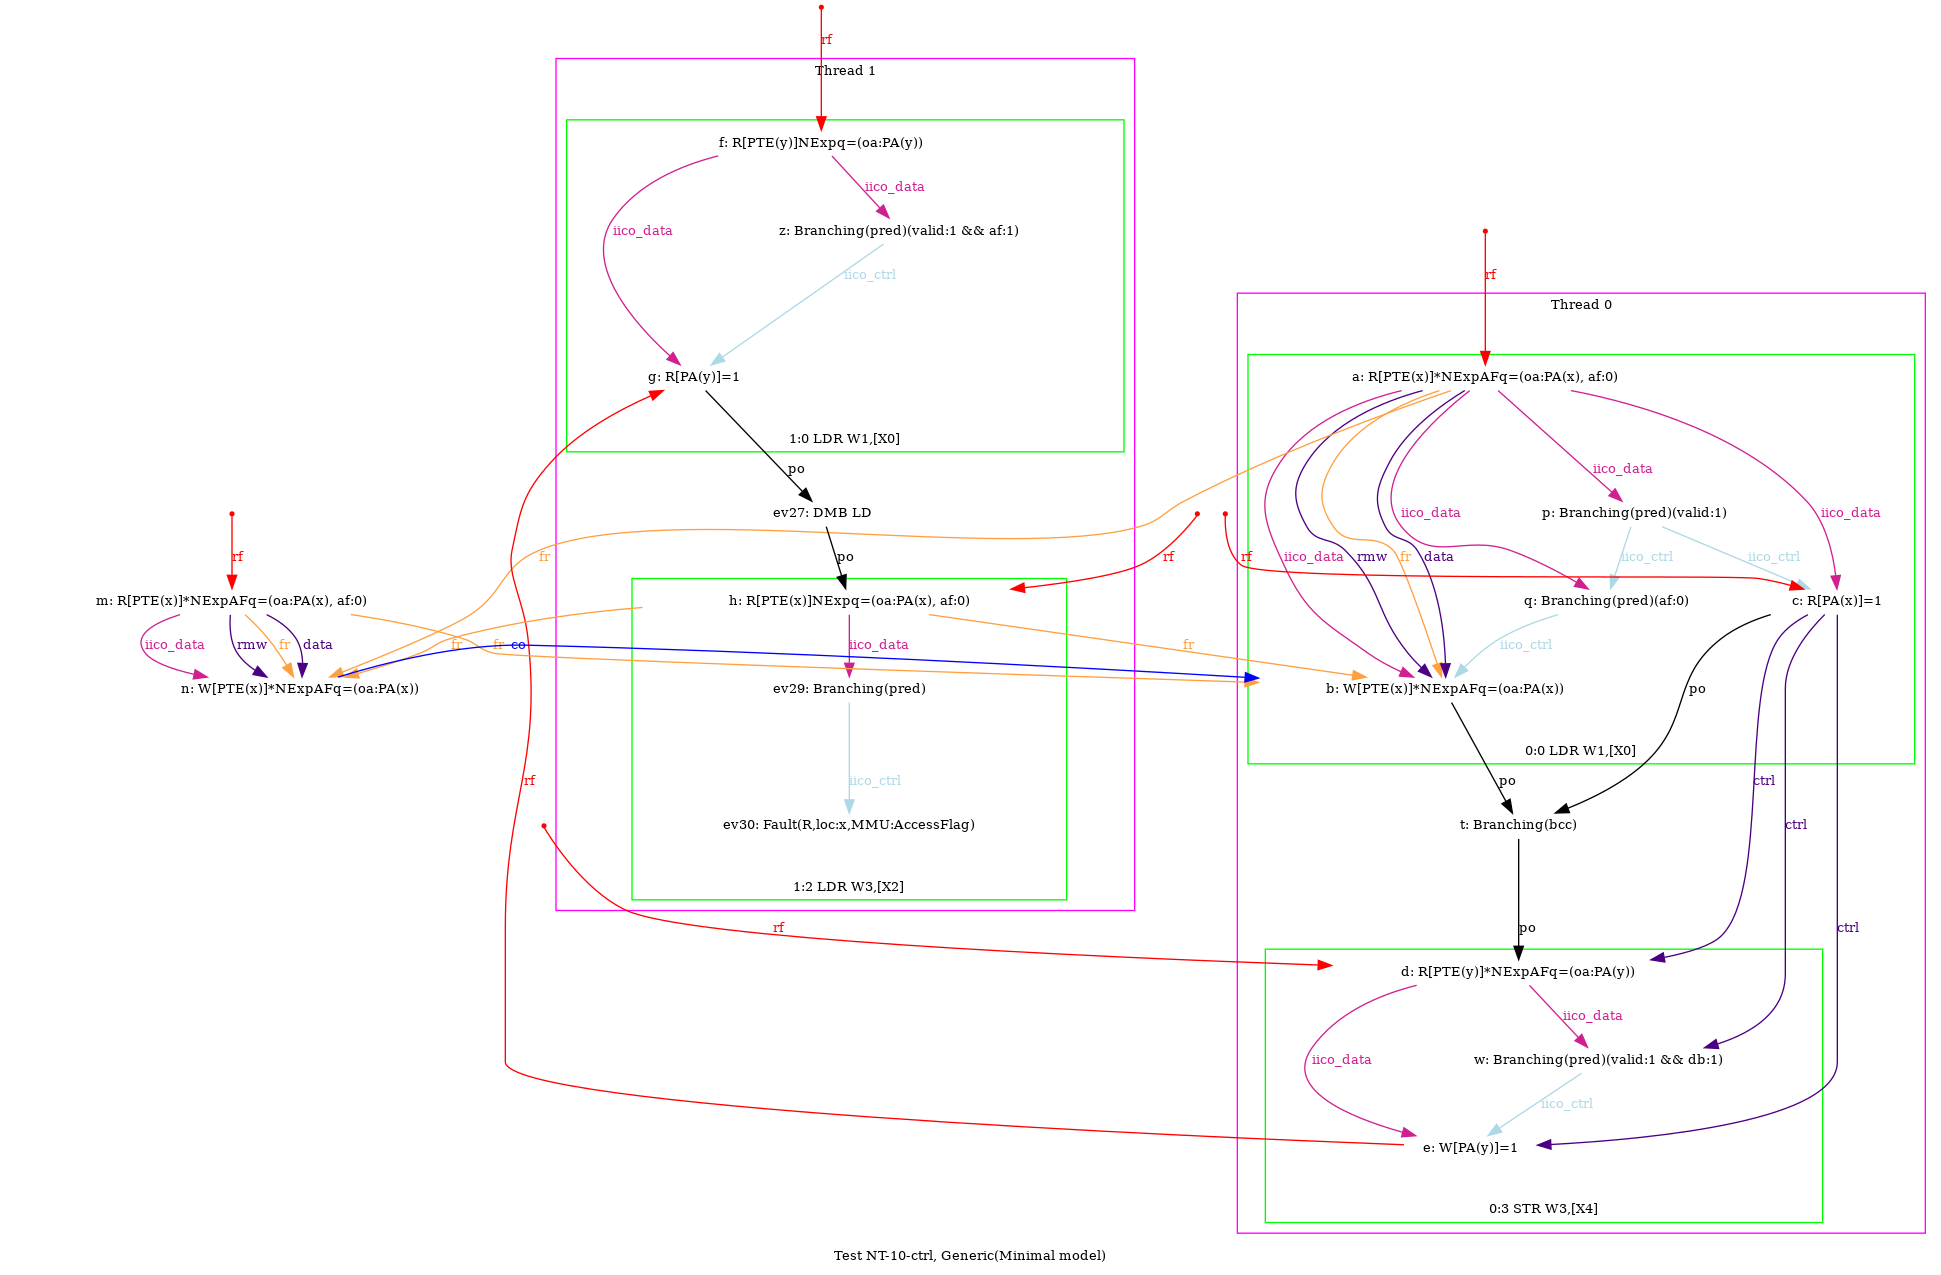 rf
Thread 1
f: R[PTE(y)]NExpq=(oa:PA(y))
iico_data
iico_data
z: Branching(pred)(valid:1 && af:1)
iico_ctrl
rf
Thread 0
g: R[PA(y)]=1
a: R[PTE(x)]*NExpAFq=(oa:PA(x), af:0)
1:0 LDR W1,[X0]
po
iico_data
ev27: DMB LD
iico_data
p: Branching(pred)(valid:1)
iico_data
rf
fr
po
rf
rf
iico_data
rmw
fr
data
iico_ctrl
iico_ctrl
m: R[PTE(x)]*NExpAFq=(oa:PA(x), af:0)
h: R[PTE(x)]NExpq=(oa:PA(x), af:0)
q: Branching(pred)(af:0)
c: R[PA(x)]=1
iico_data
rmw
fr
data
fr
fr
co
iico_data
fr
iico_ctrl
n: W[PTE(x)]*NExpAFq=(oa:PA(x))
ev29: Branching(pred)
b: W[PTE(x)]*NExpAFq=(oa:PA(x))
po
0:0 LDR W1,[X0]
rf
iico_ctrl
po
ctrl
ev30: Fault(R,loc:x,MMU:AccessFlag)
t: Branching(bcc)
ctrl
1:2 LDR W3,[X2]
rf
po
ctrl
d: R[PTE(y)]*NExpAFq=(oa:PA(y))
iico_data
iico_data
w: Branching(pred)(valid:1 && db:1)
iico_ctrl
e: W[PA(y)]=1
0:3 STR W3,[X4]
Test NT-10-ctrl, Generic(Minimal model)